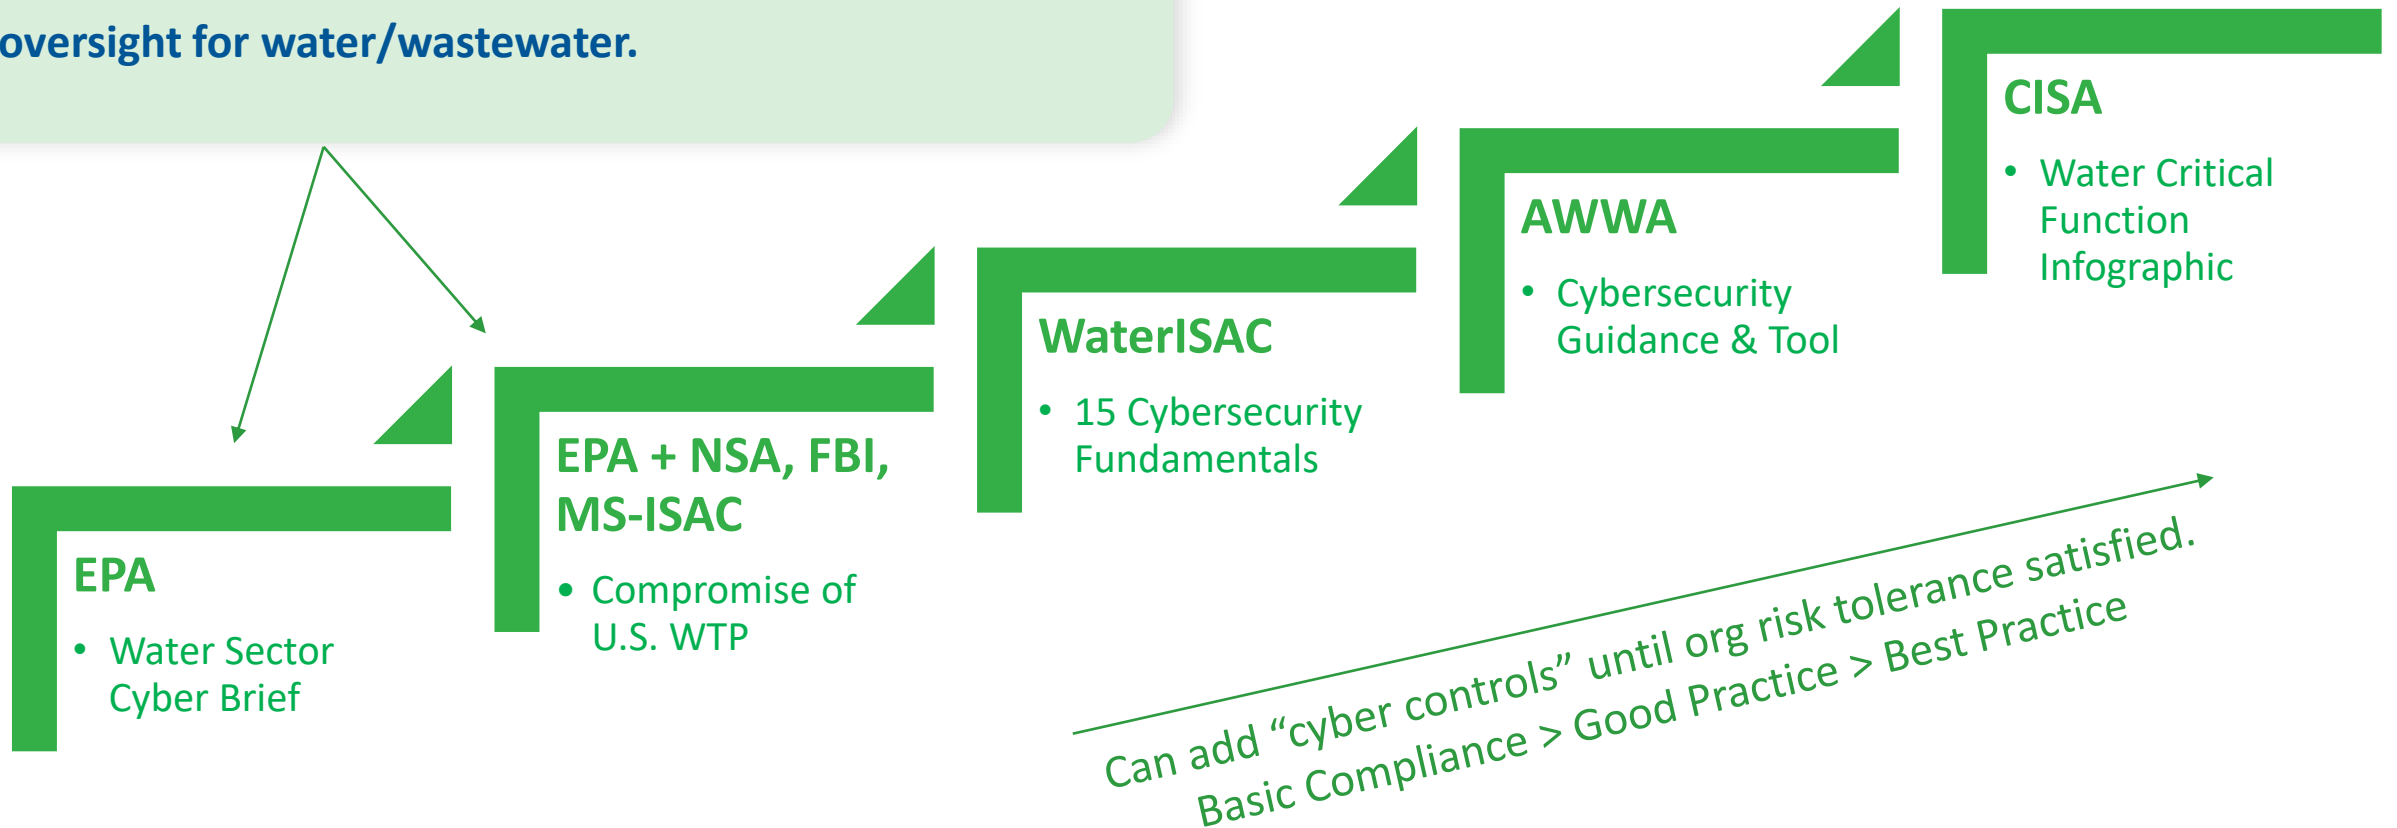 oversight for water/wastewater.
EPA
• Water Sector
Cyber Brief
EPA + NSA, FBI,
MS-ISAC
• Compromise of
U.S. WTP
WaterISAC
• 15 Cybersecurity
Fundamentals
AWWA
• Cybersecurity
Guidance & Tool
CISA
• Water Critical
Function
Infographic
Can add “cyber controls” until org risk tolerance satisfied.
Basic Compliance > Good Practice > Best Practice